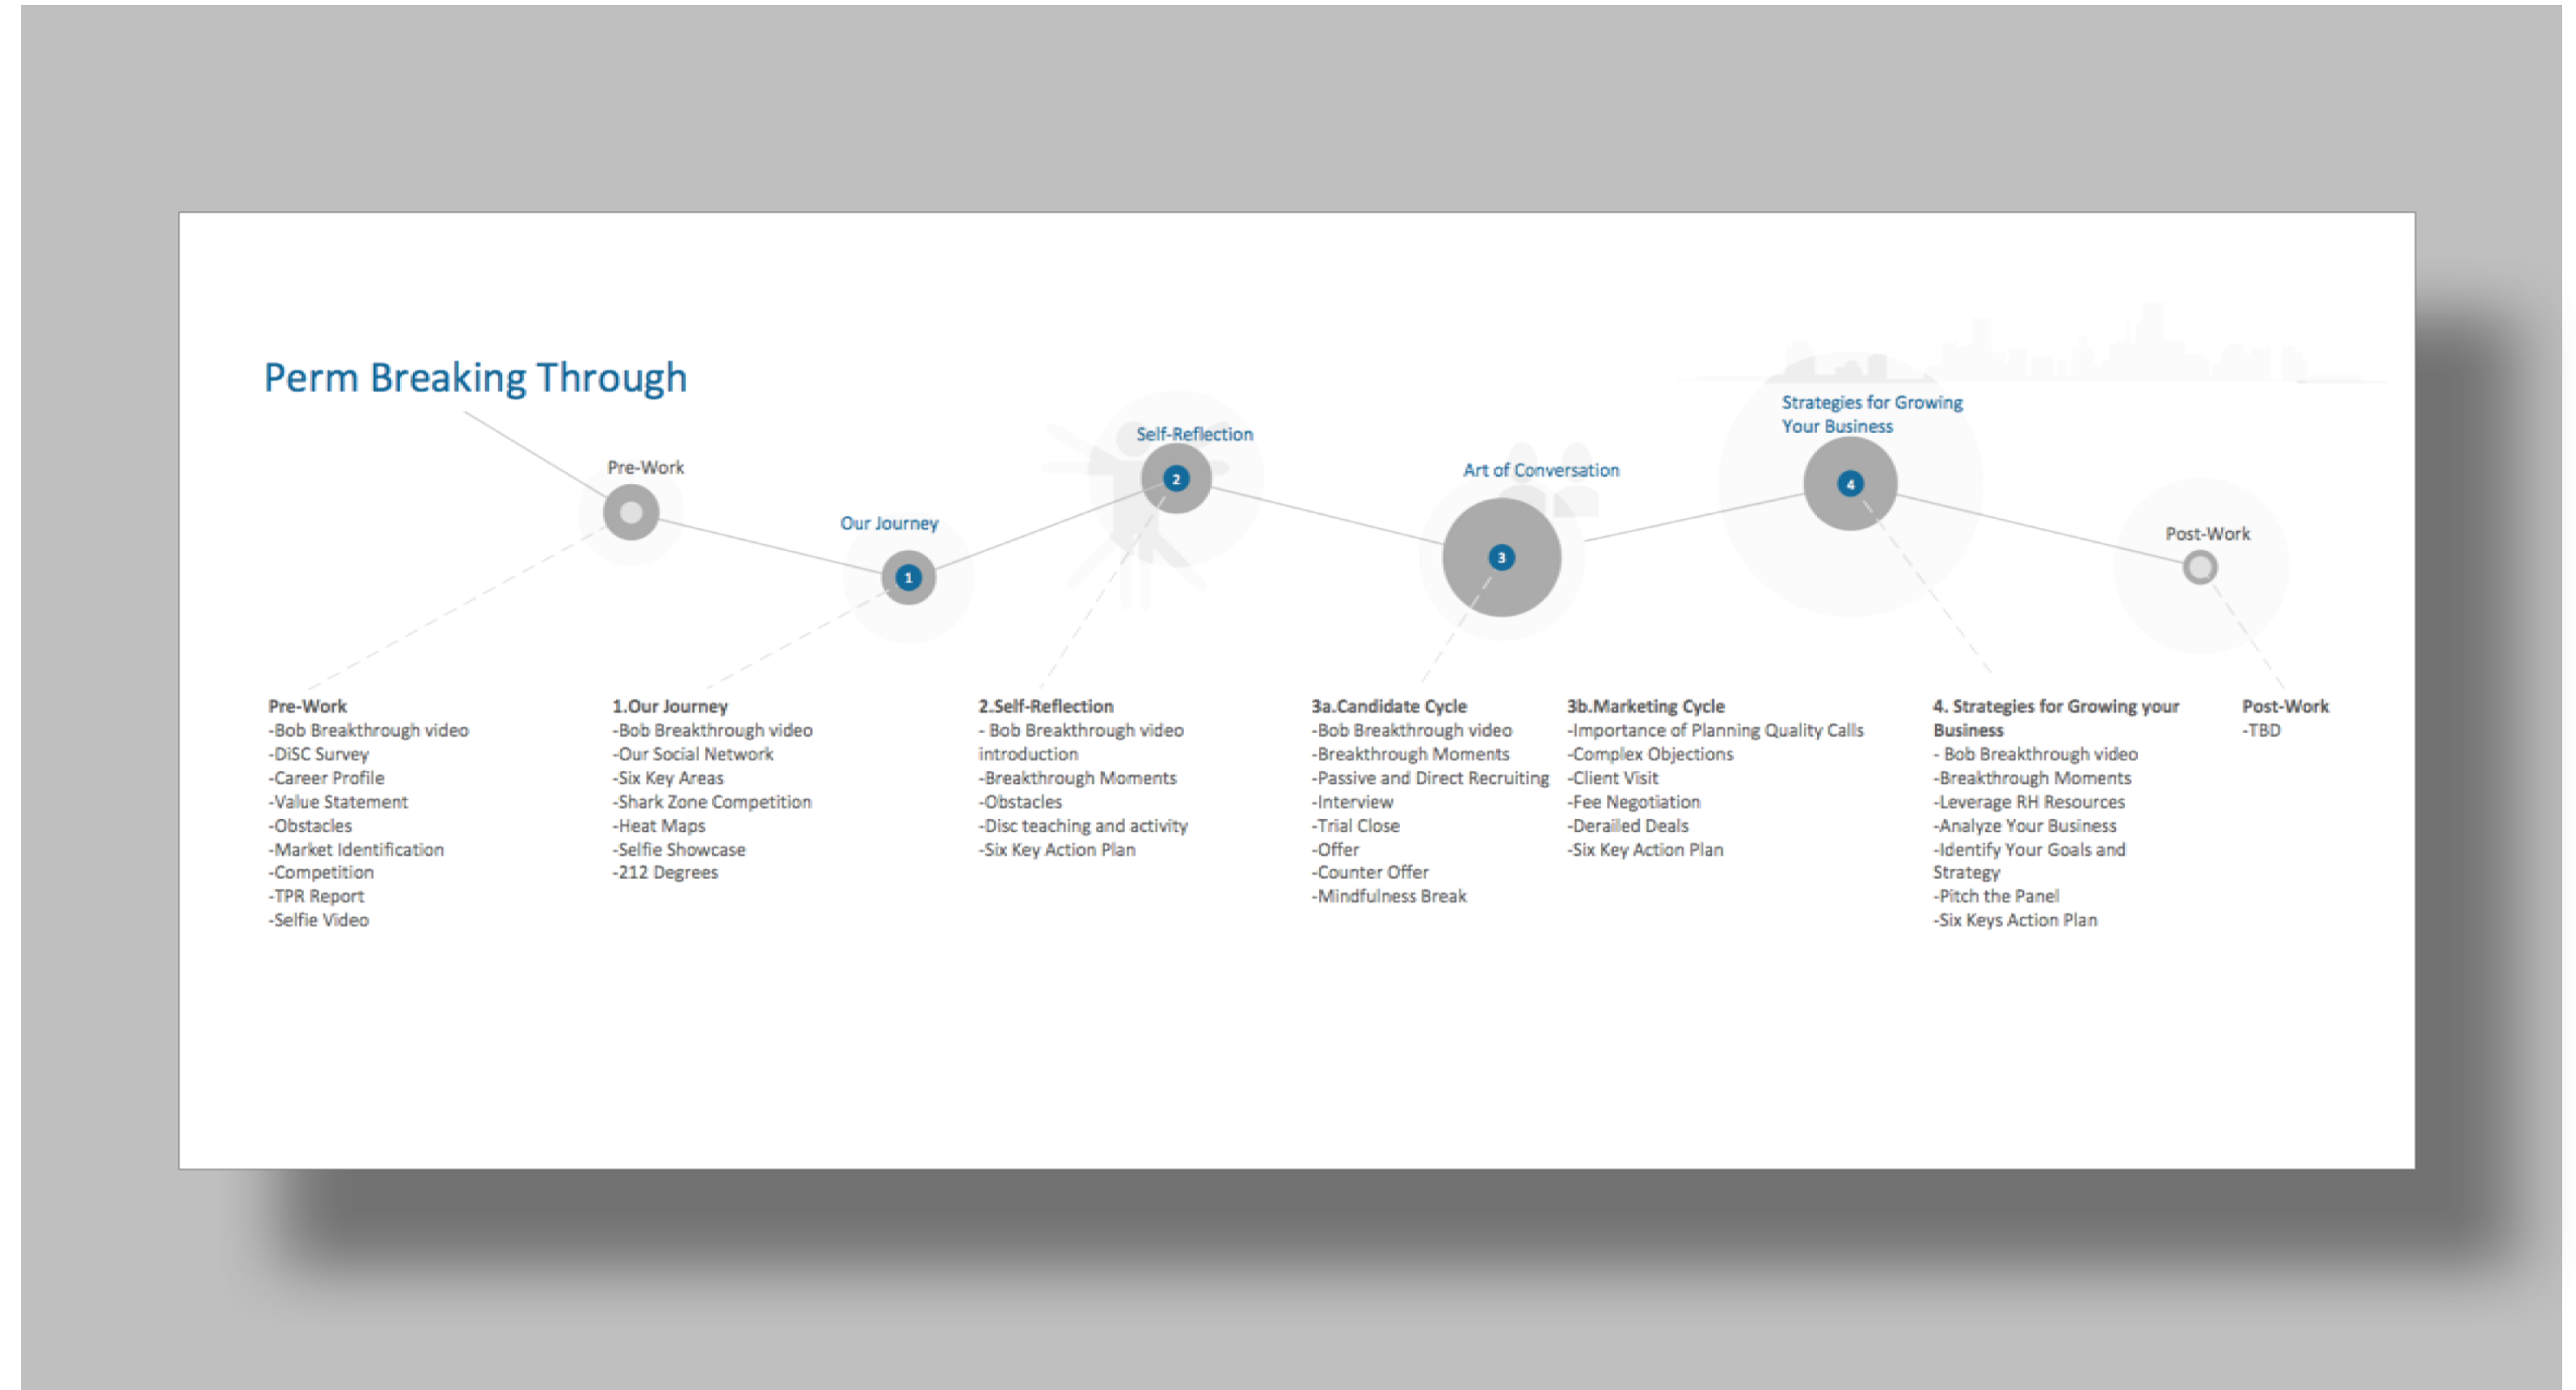 Perm Breaking Through
Pre-Work
Our Journey
1
Self-Reflection
2
Art of Conversation
3
Strategies for Growing
Your Business
4
Post-Work
Pre-Work
-Bob Breakthrough video
-DiSC Survey
-Career Profile
-Value Statement
-Obstacles
-Market Identification
-Competition
-TPR Report
-Selfie Video
1.Our Journey
-Bob Breakthrough video
-Our Social Network
-Six Key Areas
-Shark Zone Competition
-Heat Maps
-Selfie Showcase
-212 Degrees
2.Self-Reflection
- Bob Breakthrough video
introduction
-Breakthrough Moments
-Obstacles
-Disc teaching and activity
-Six Key Action Plan
3a.Candidate Cycle
-Bob Breakthrough video
-Breakthrough Moments
-Passive and Direct Recruiting
-Interview
-Trial Close
-Offer
-Counter Offer
-Mindfulness Break
3b.Marketing Cycle
-Importance of Planning Quality Calls
-Complex Objections
-Client Visit
-Fee Negotiation
-Derailed Deals
-Six Key Action Plan
4. Strategies for Growing your
Business
- Bob Breakthrough video
-Breakthrough Moments
-Leverage RH Resources
-Analyze Your Business
-Identify Your Goals and
Strategy
-Pitch the Panel
-Six Keys Action Plan
Post-Work
-TBD